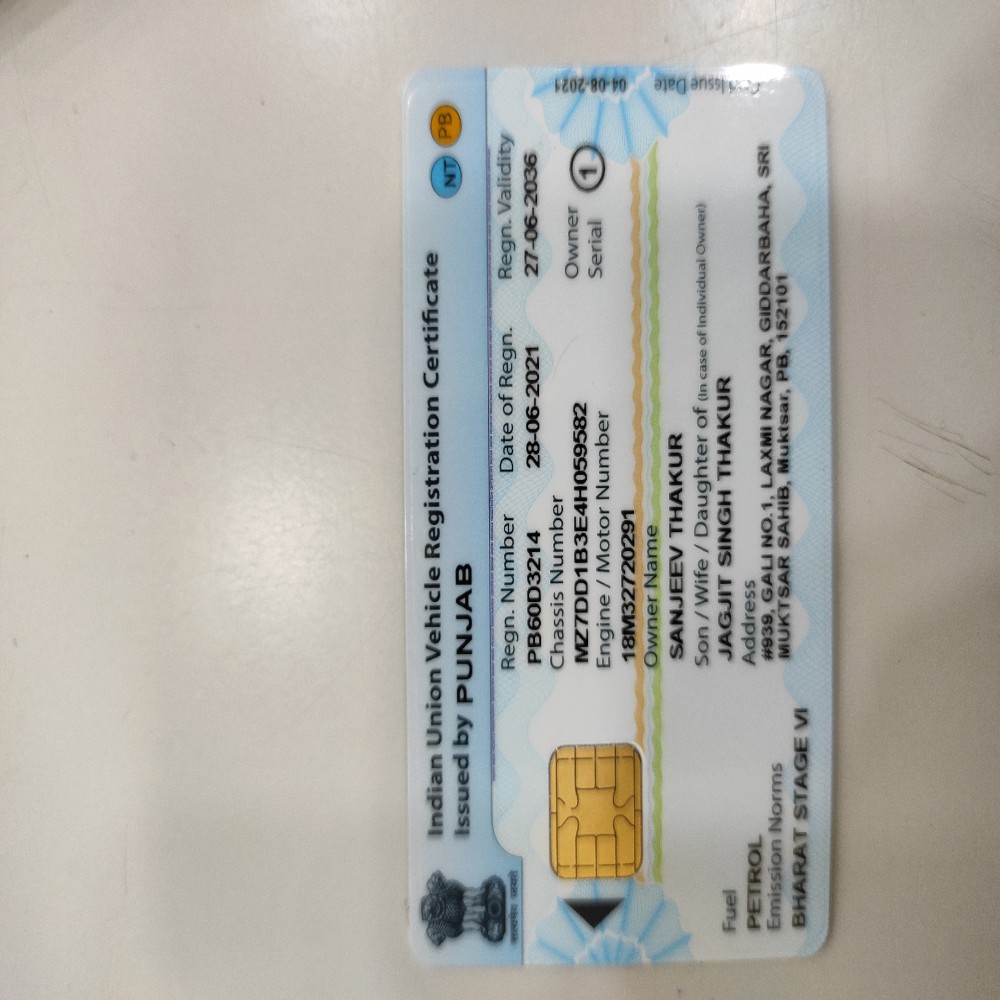 Indian Union Vehicle Registration Certificate
Issued by PUNJAB
NT PB
सत्यमेव जयते
Regn. Number Date of Regn. Regn. Validity
PB60D3214 28-06-2021 27-06-2036
Chassis Number
MZ7DD1B3E4H059582
Owner
Serial
1
Engine / Motor Number
18M32720291
Owner Name
SANJEEV THAKUR
Son / Wife / Daughter of (In case of Individual Owner)
JAGJIT SINGH THAKUR
Address
#939, GALI NO.1, LAXMI NAGAR, GIDDARBAHA, SRI
MUKTSAR SAHIB, Muktsar, PB, 152101
Fuel
PETROL
Emission Norms
BHARAT STAGE VI
Card Issue Date 04-08-2021